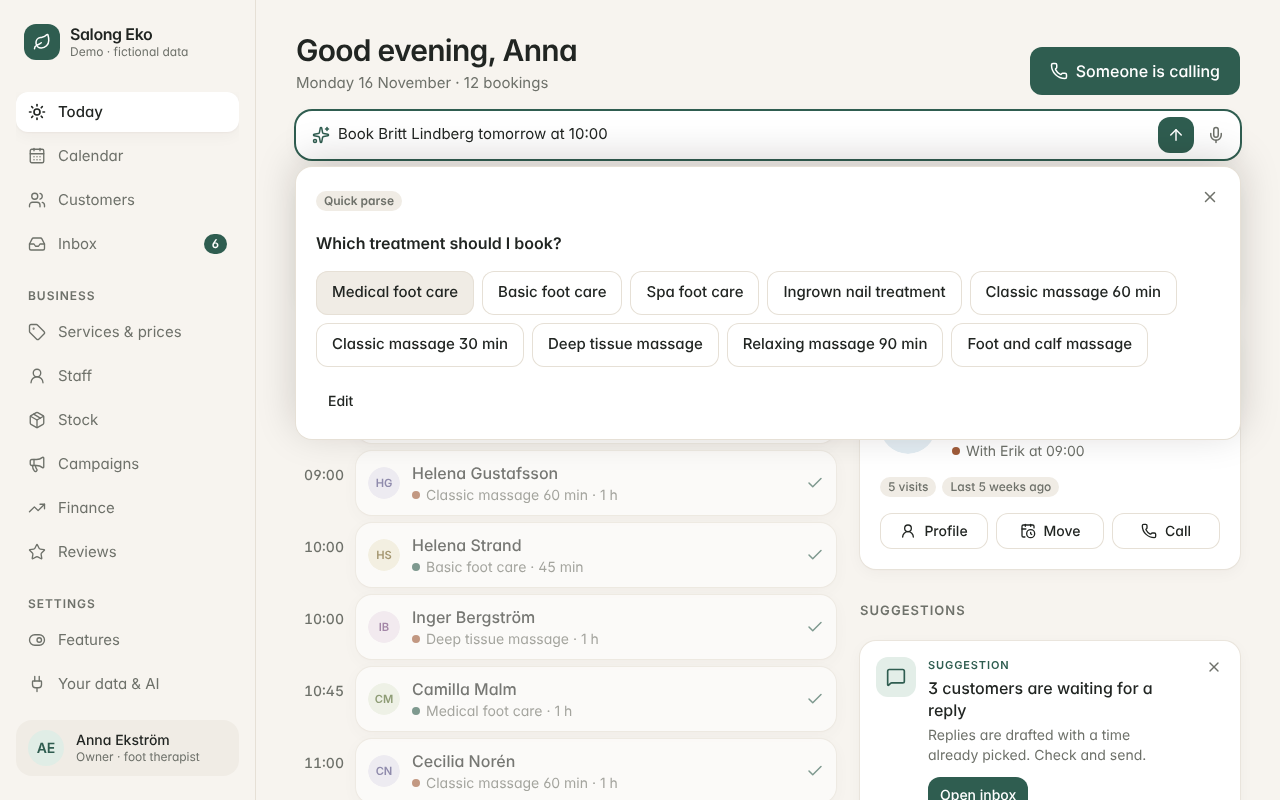 Salong Eko
Demo · fictional data
Today
Calendar
Customers
Inbox
6
BUSINESS
Services & prices
Staff
Stock
Campaigns
Finance
Reviews
SETTINGS
Features
Your data & AI
AE
Anna Ekström
Owner · foot therapist
Good evening, Anna
Monday 16 November · 12 bookings
Someone is calling
Book Britt Lindberg tomorrow at 10:00
Quick parse
Which treatment should I book?
Medical foot care
Basic foot care
Spa foot care
Ingrown nail treatment
Classic massage 60 min
Classic massage 30 min
Deep tissue massage
Relaxing massage 90 min
Foot and calf massage
Edit
09:00
HG
Helena Gustafsson
Classic massage 60 min · 1 h
10:00
HS
Helena Strand
Basic foot care · 45 min
10:00
IB
Inger Bergström
Deep tissue massage · 1 h
10:45
CM
Camilla Malm
Medical foot care · 1 h
11:00
CN
Cecilia Norén
Classic massage 60 min · 1 h
With Erik at 09:00
5 visits
Last 5 weeks ago
Profile
Move
Call
SUGGESTIONS
SUGGESTION
3 customers are waiting for a
reply
Replies are drafted with a time
already picked. Check and send.
Open inbox